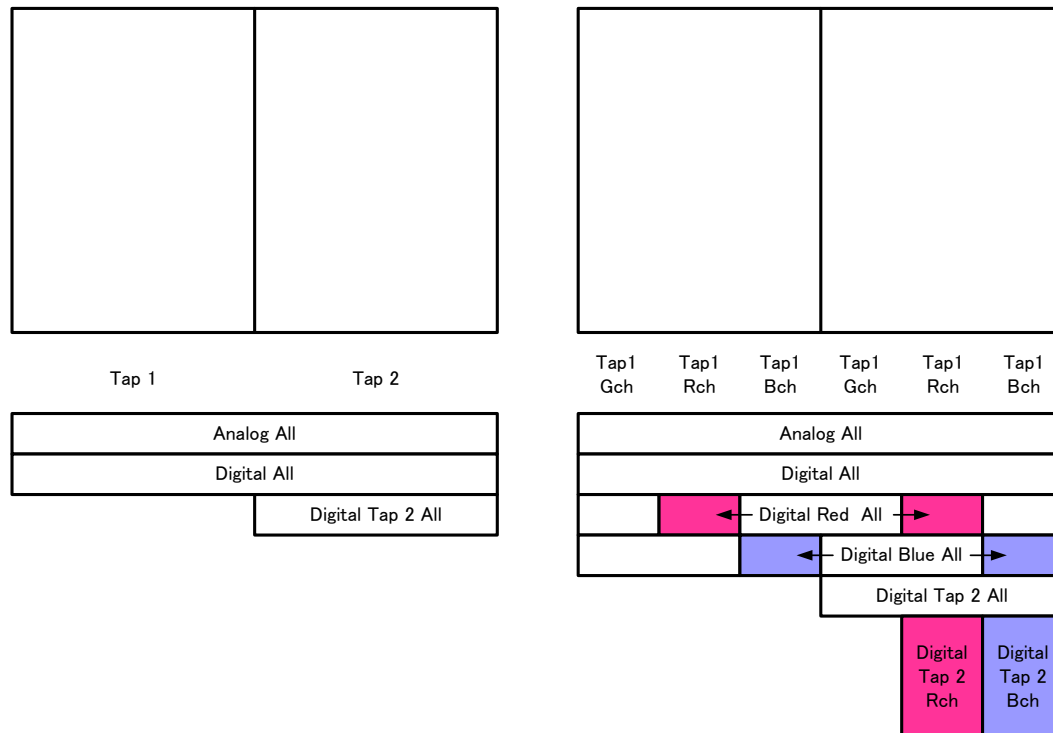 Tap 1
Tap 2
Analog All
Digital All
Digital Tap 2 All
Tap1
Gch
Tap1
Rch
Tap1
Bch
Tap1
Gch
Tap1
Rch
Tap1
Bch
Analog All
Digital All
Digital Red All
Digital Blue All
Digital Tap 2 All
Digital
Tap 2
Rch
Digital
Tap 2
Bch